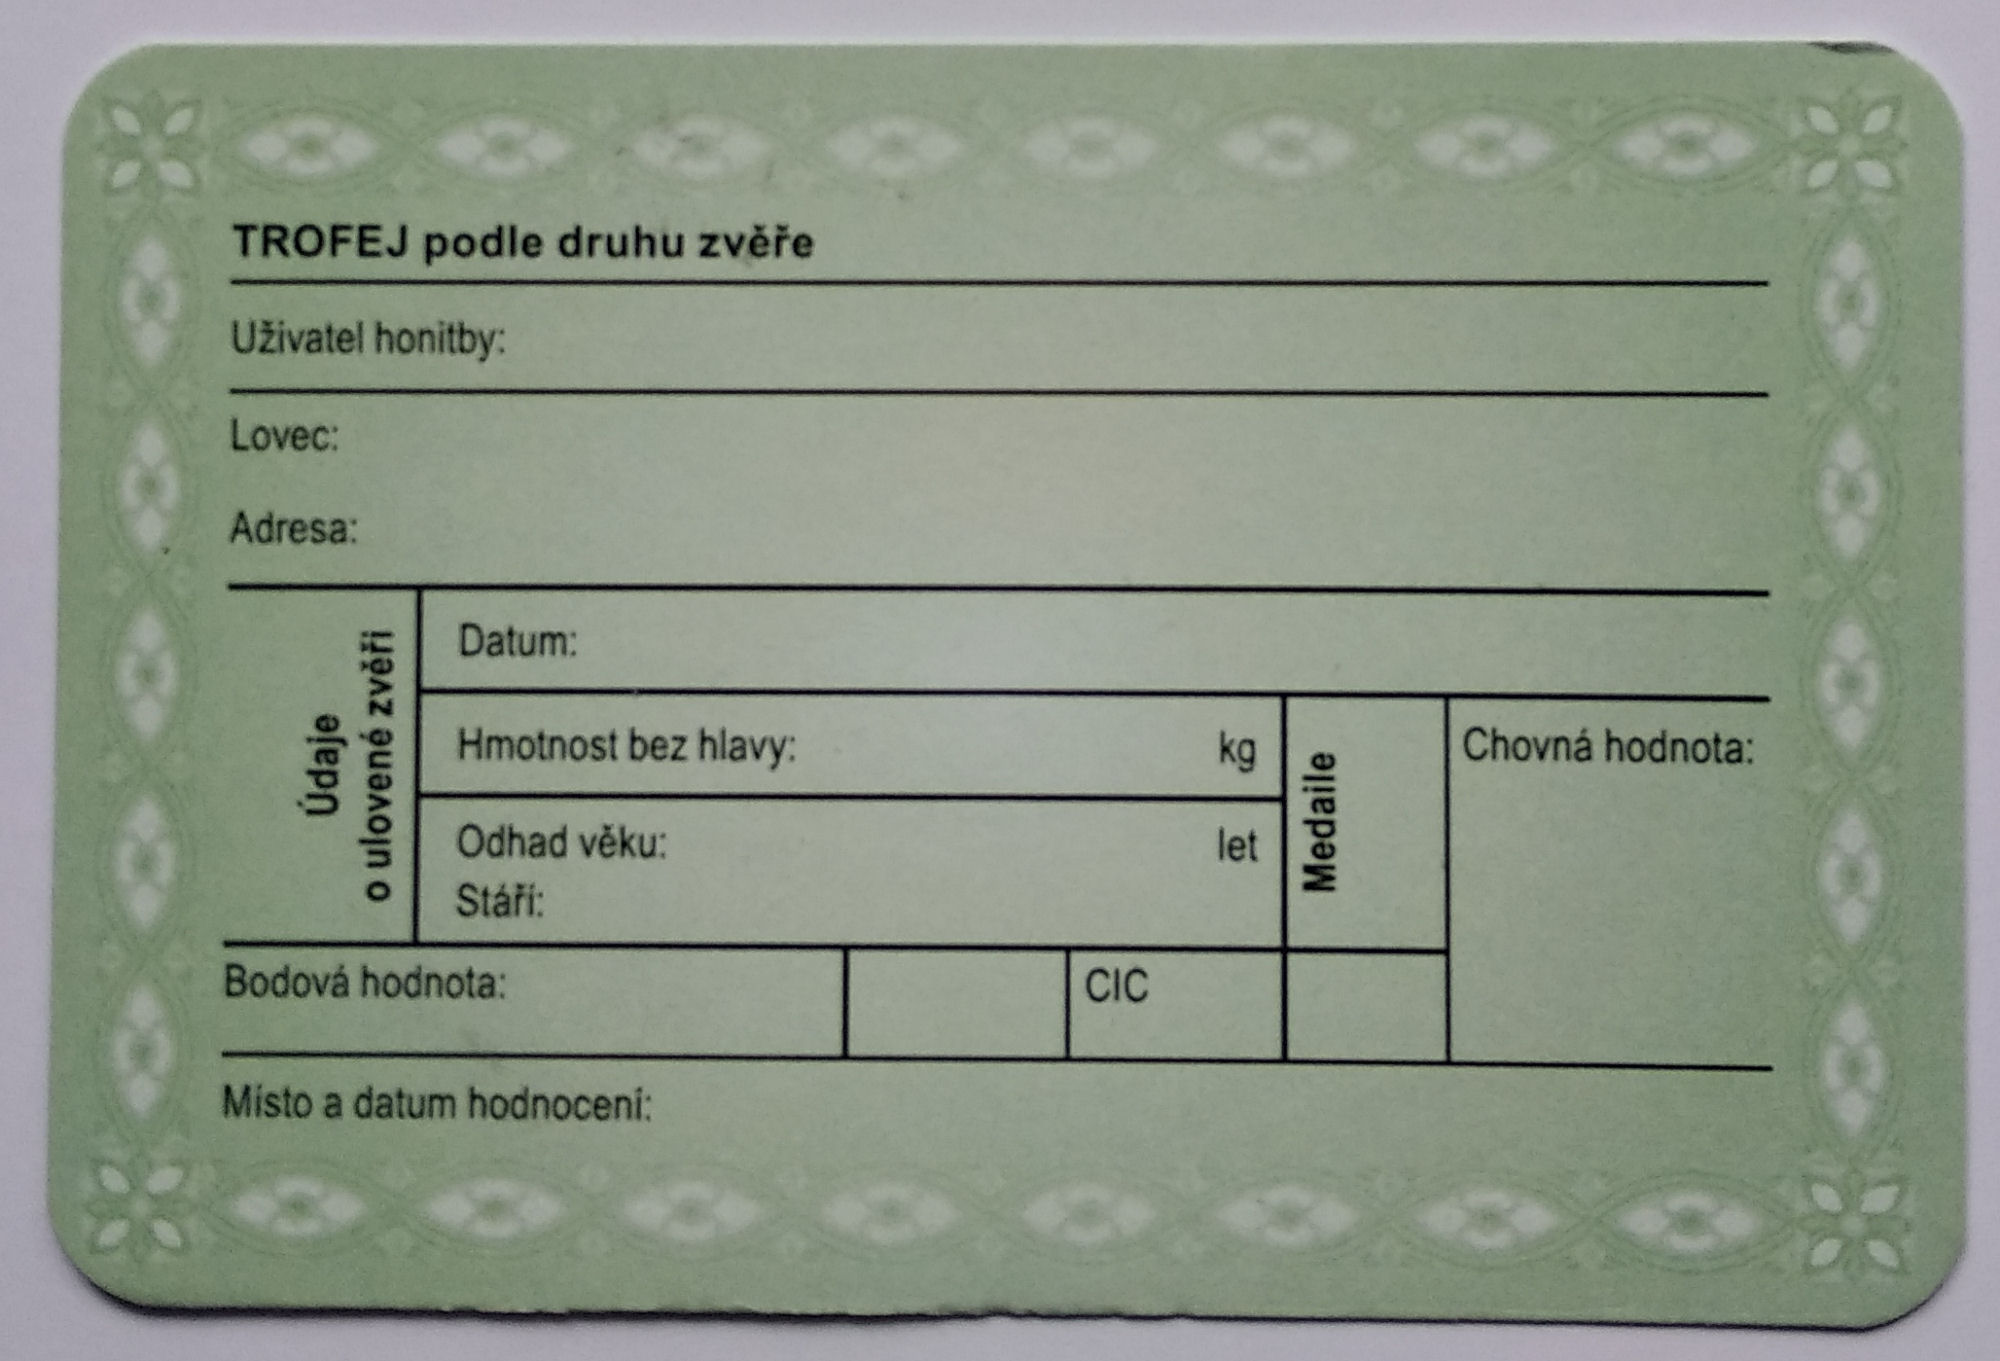 TROFEJ podle druhu zvěře
Uživatel honitby:
Lovec:
Adresa:
Údaje
o ulovené zvěři
Datum:
Hmotnost bez hlavy: kg
Odhad věku: let
Stáří:
Medaile
Chovná hodnota:
Bodová hodnota:
CIC
Místo a datum hodnocení: